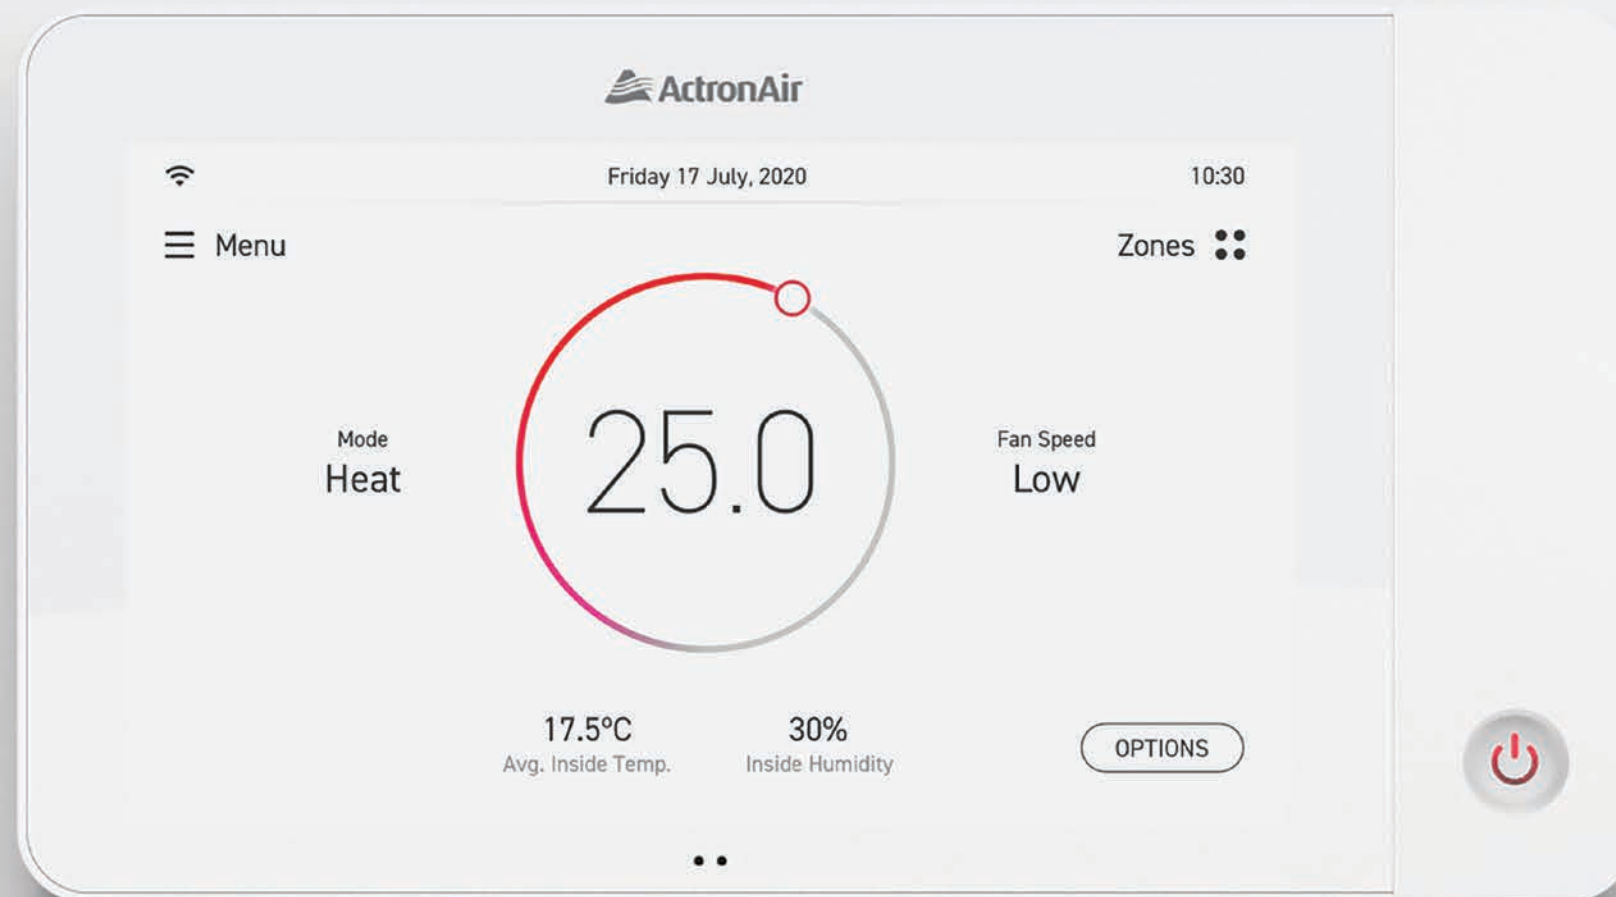 ActronAir
Friday 17 July, 2020
10:30
Menu
Zones
Mode
Heat
25.0
Fan Speed
Low
17.5ºC
Avg. Inside Temp.
30%
Inside Humidity
OPTIONS